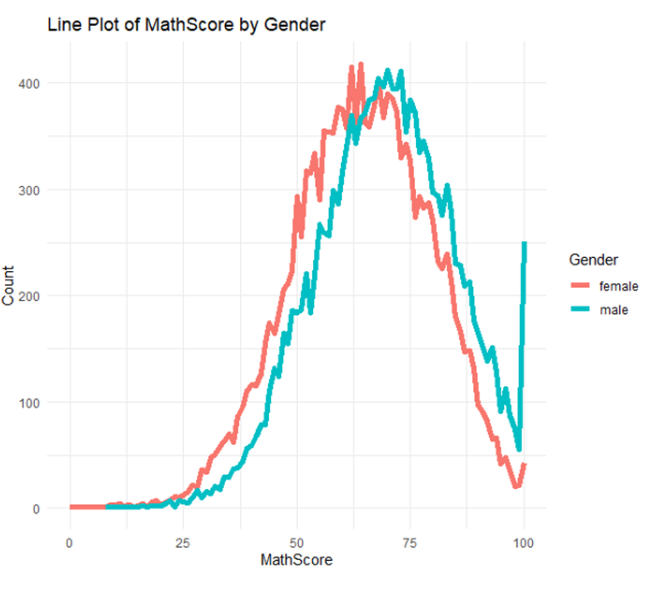 Line Plot of MathScore by Gender
400
300
200
100
0
Count
0 25 50 75 100
MathScore
Gender
female
male